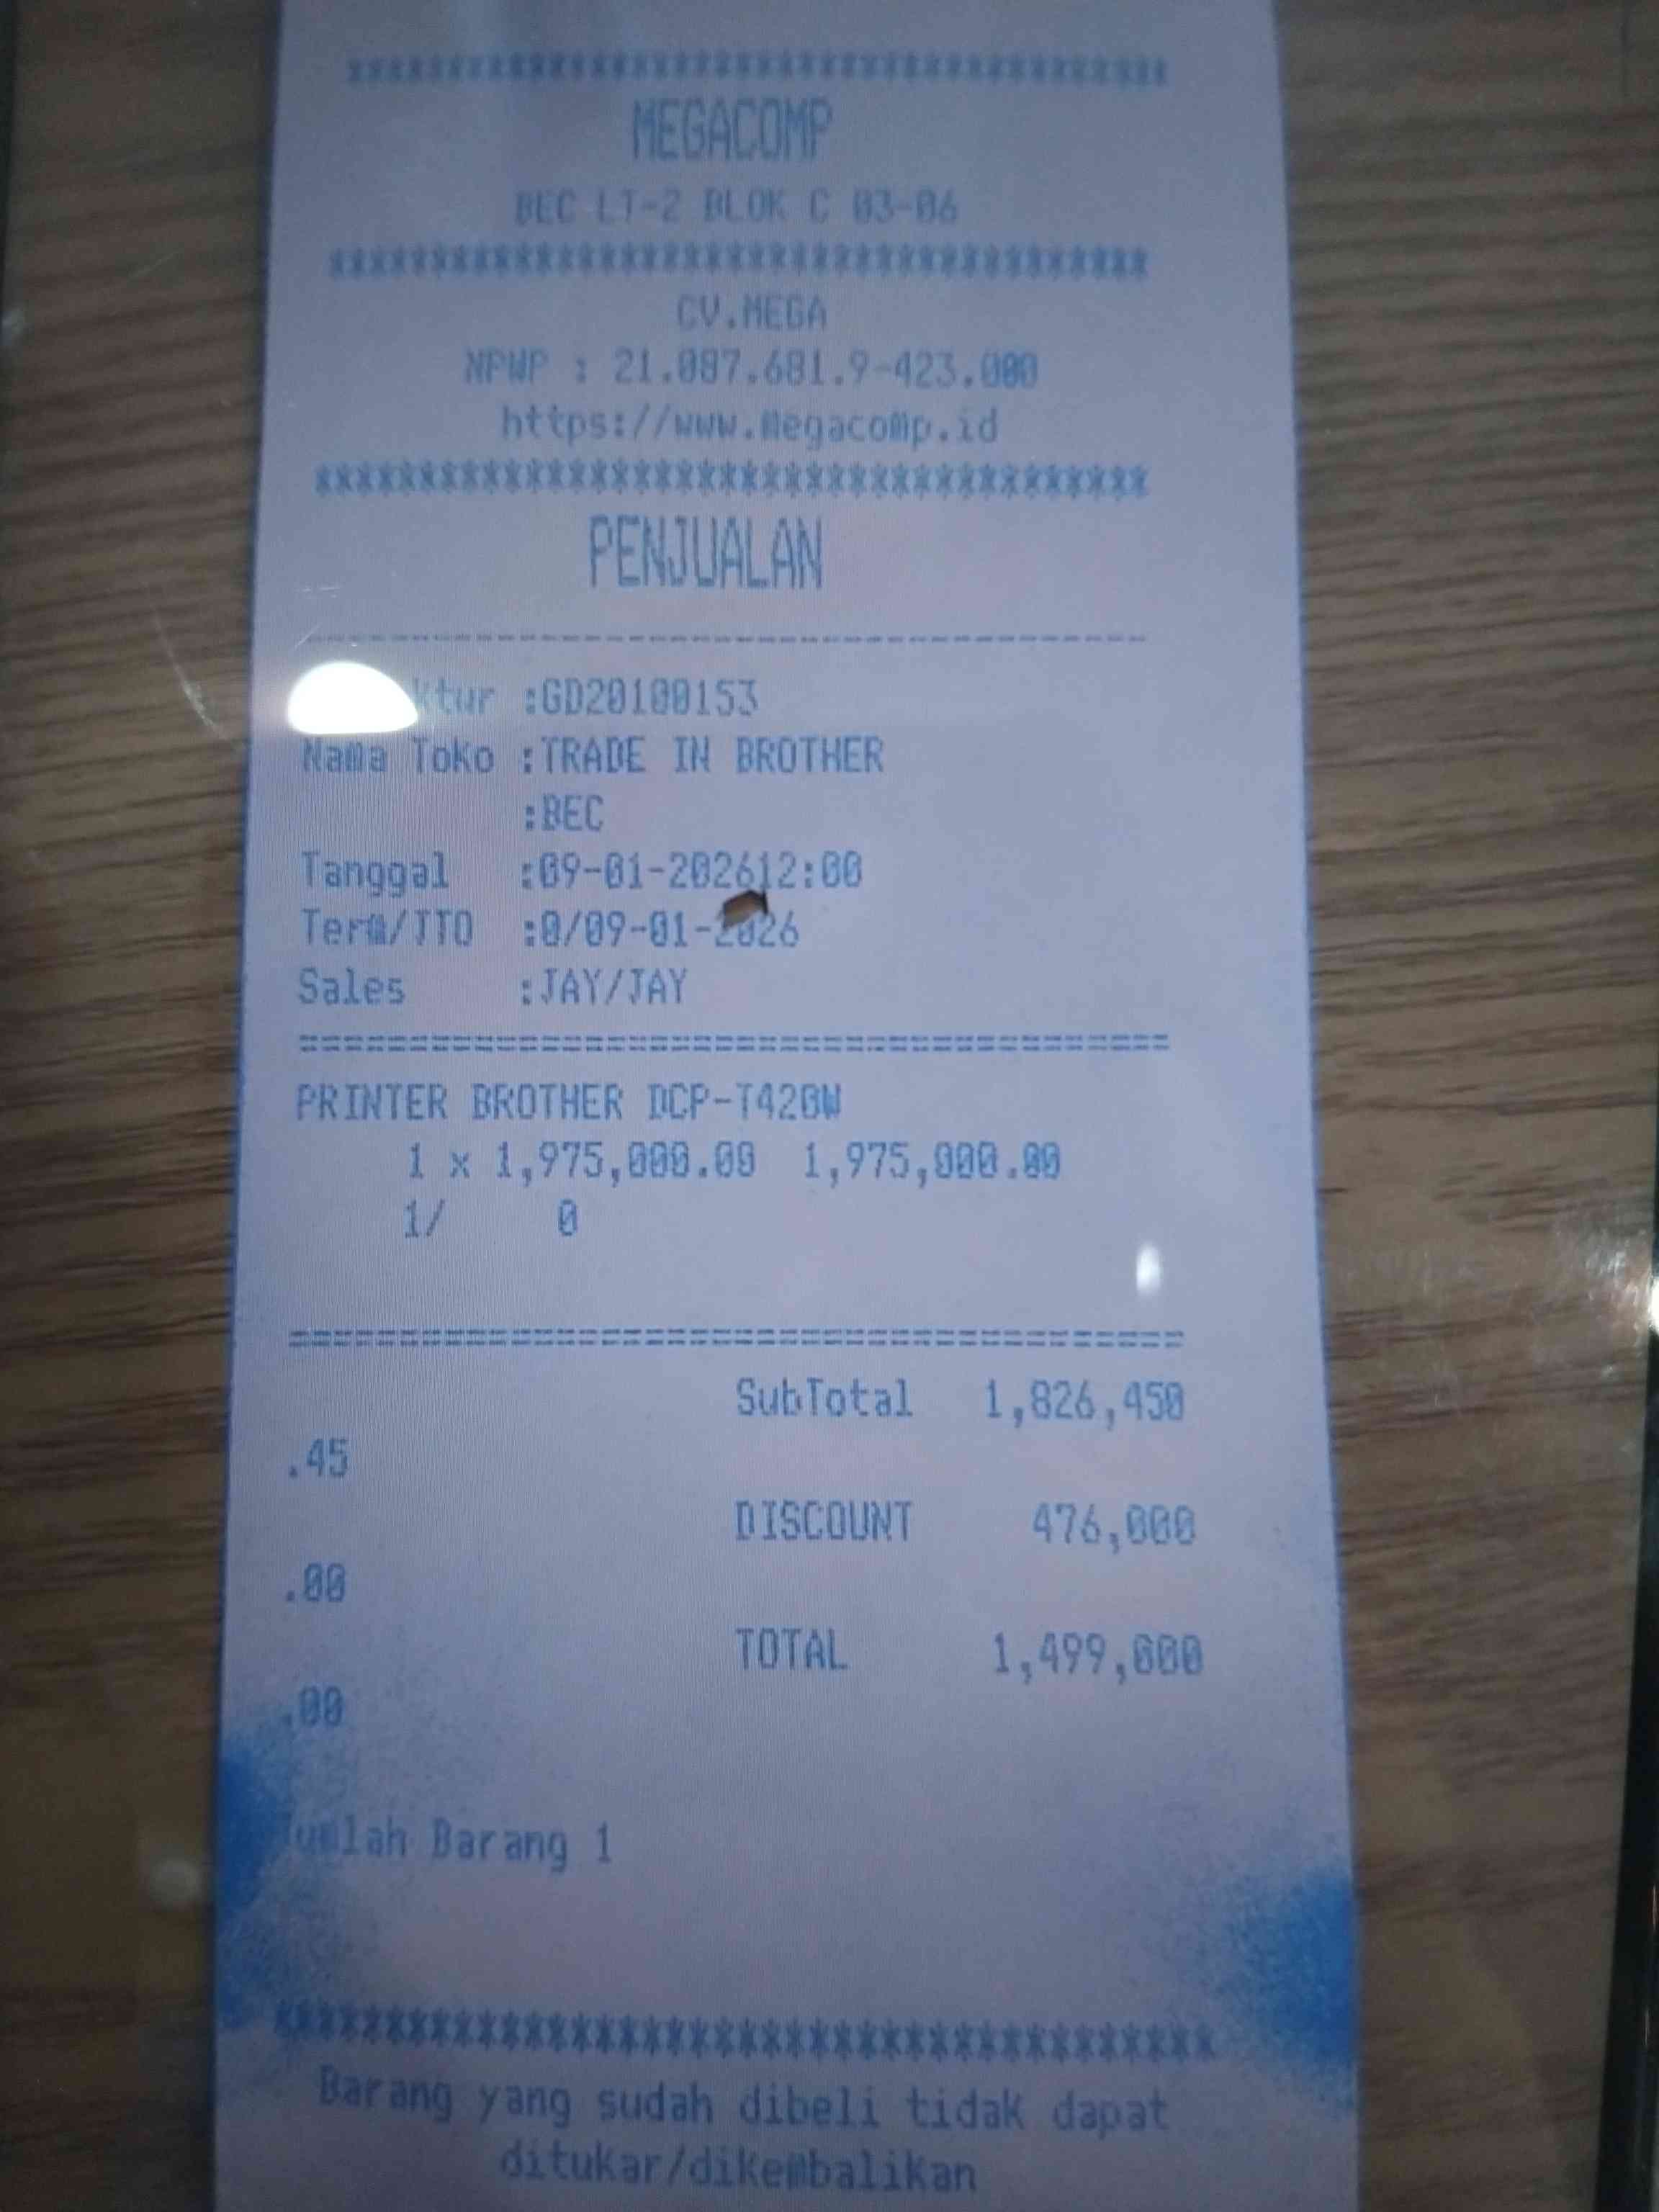 ****************************************
MEGACOMP
BEC LT-2 BLOK C 03-06
****************************************
CV.MEGA
NPWP : 21.087.681.9-423.000
https://www.megacomp.id
****************************************
PENJUALAN
----------------------------------------
ktur :GD20100153
Nama Toko :TRADE IN BROTHER
:BEC
Tanggal :09-01-202612:00
Term/JTO :0/09-01-2026
Sales :JAY/JAY
========================================
PRINTER BROTHER DCP-T420W
1 x 1,975,000.00 1,975,000.00
1/ 0
========================================
SubTotal 1,826,450
.45
DISCOUNT 476,000
.00
TOTAL 1,499,000
.00
Jumlah Barang 1
****************************************
Barang yang sudah dibeli tidak dapat
ditukar/dikembalikan